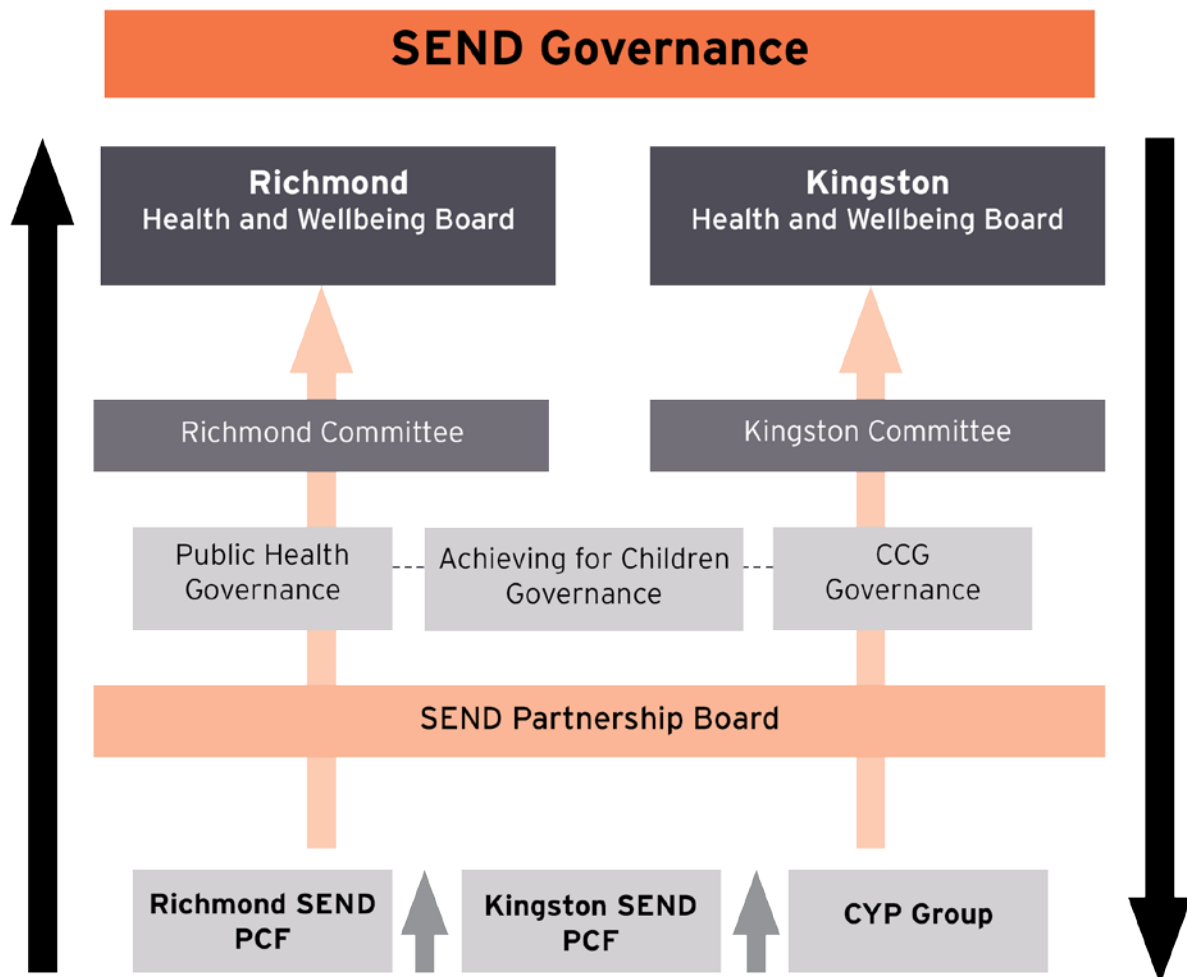 SEND Governance
Richmond
Health and Wellbeing Board
Kingston
Health and Wellbeing Board
Richmond Committee
Kingston Committee
Public Health
Governance
Achieving for Children
Governance
CCG
Governance
SEND Partnership Board
Richmond SEND
PCF
Kingston SEND
PCF
CYP Group